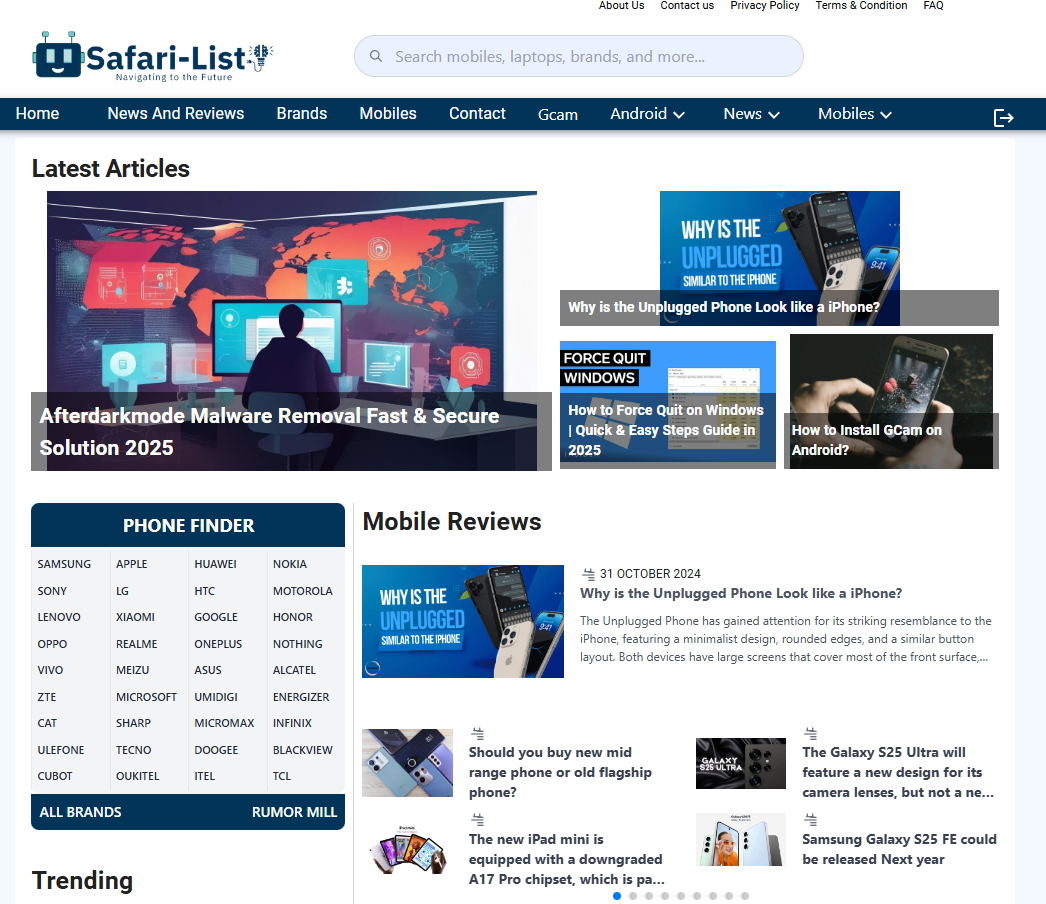 About Us Contact us Privacy Policy Terms & Condition FAQ
Safari-List
Navigating to the Future
Search mobiles, laptops, brands, and more...
Home News And Reviews Brands Mobiles Contact Gcam Android News Mobiles
Latest Articles
Afterdarkmode Malware Removal Fast & Secure
Solution 2025
WHY IS THE
UNPLUGGED
SIMILAR TO THE IPHONE
9:41
Why is the Unplugged Phone Look like a iPhone?
FORCE QUIT
WINDOWS
How to Force Quit on Windows
| Quick & Easy Steps Guide in
2025
How to Install GCam on
Android?
PHONE FINDER
SAMSUNG APPLE HUAWEI NOKIA
SONY LG HTC MOTOROLA
LENOVO XIAOMI GOOGLE HONOR
OPPO REALME ONEPLUS NOTHING
VIVO MEIZU ASUS ALCATEL
ZTE MICROSOFT UMIDIGI ENERGIZER
CAT SHARP MICROMAX INFINIX
ULEFONE TECNO DOOGEE BLACKVIEW
CUBOT OUKITEL ITEL TCL
ALL BRANDS RUMOR MILL
Trending
Mobile Reviews
WHY IS THE
UNPLUGGED
SIMILAR TO THE IPHONE
9:41
31 OCTOBER 2024
Why is the Unplugged Phone Look like a iPhone?
The Unplugged Phone has gained attention for its striking resemblance to the
iPhone, featuring a minimalist design, rounded edges, and a similar button
layout. Both devices have large screens that cover most of the front surface,...
Should you buy new mid
range phone or old flagship
phone?
GALAXY
S25 ULTRA
The Galaxy S25 Ultra will
feature a new design for its
camera lenses, but not a ne...
iPad mini
The new iPad mini is
equipped with a downgraded
A17 Pro chipset, which is pa...
Samsung Galaxy S25 FE could
be released Next year